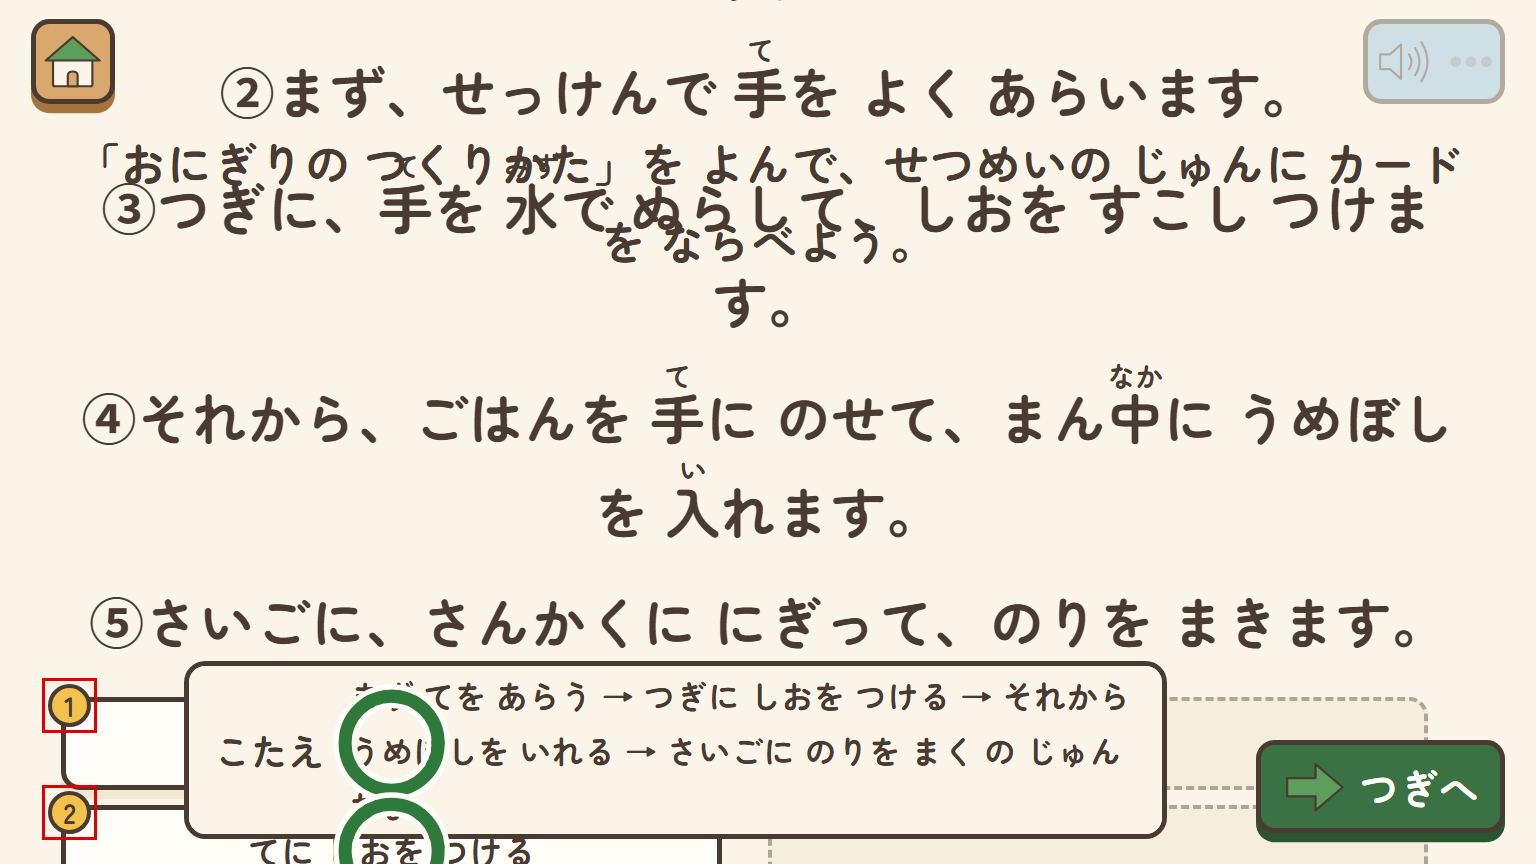 ②まず、せっけんで 手を よく あらいます。
て
「おにぎりの つくりかた」 を よんで、せつめいの じゅんに カード
を ならべよう。
③つぎに、手を 水で ぬらして、しおを すこし つけま
す。
て
なか
④それから、ごはんを 手に のせて、まん中に うめぼし
い
を 入れます。
⑤さいごに、さんかくに にぎって、のりを まきます。
1
てを あらう → つぎに しおを つける → それから
こたえ
うめぼしを いれる → さいごに のりを まく の じゅん
つぎへ
2
てに おを つける